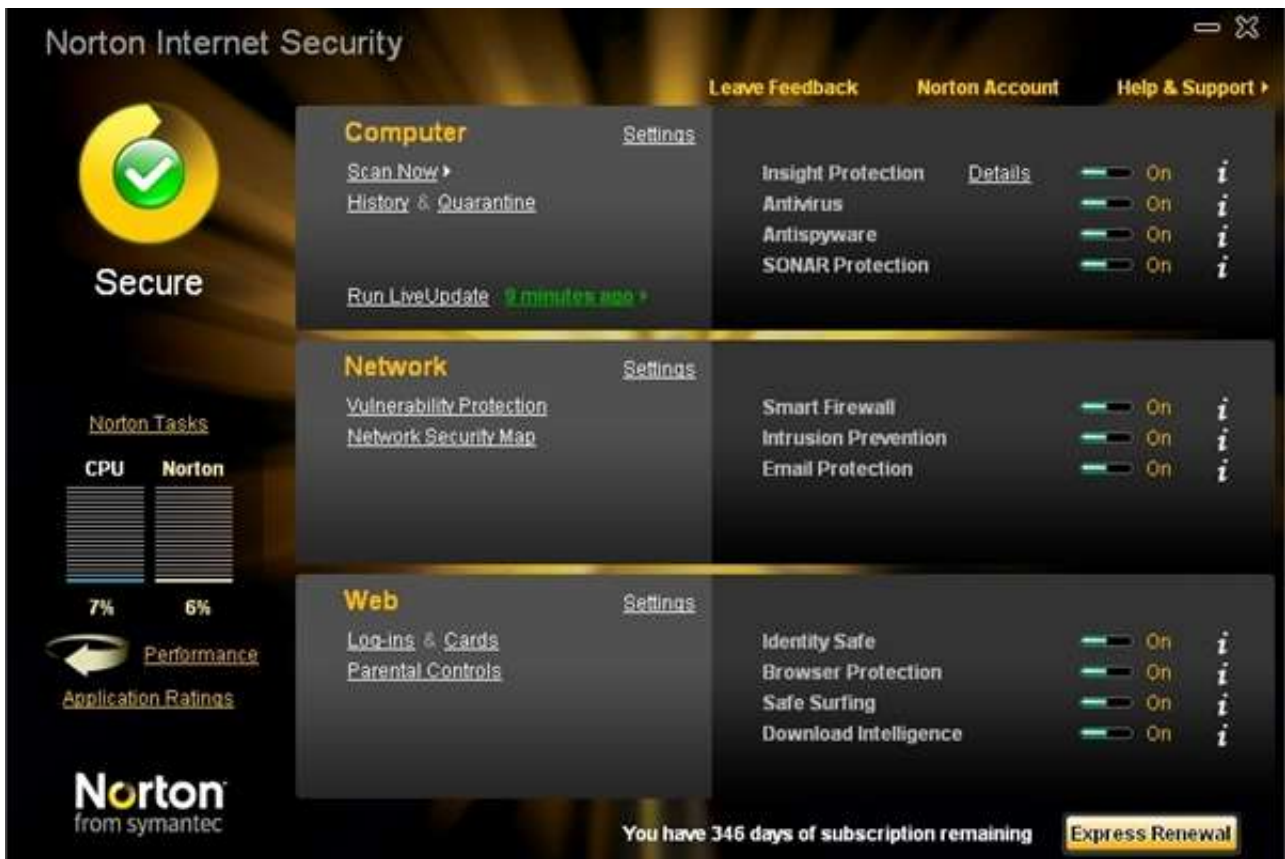 Norton Internet Security
Leave Feedback Norton Account Help & Support
Secure
Computer Settings
Scan Now
History & Quarantine
Run LiveUpdate 9 minutes ago
Insight Protection Details On i
Antivirus On i
Antispyware On i
SONAR Protection On i
Network Settings
Vulnerability Protection
Network Security Map
Smart Firewall On i
Intrusion Prevention On i
Email Protection On i
Norton Tasks
CPU Norton
7% 6%
Performance
Application Ratings
Web Settings
Log-ins & Cards
Parental Controls
Identity Safe On i
Browser Protection On i
Safe Surfing On i
Download Intelligence On i
Norton
from symantec
You have 346 days of subscription remaining Express Renewal